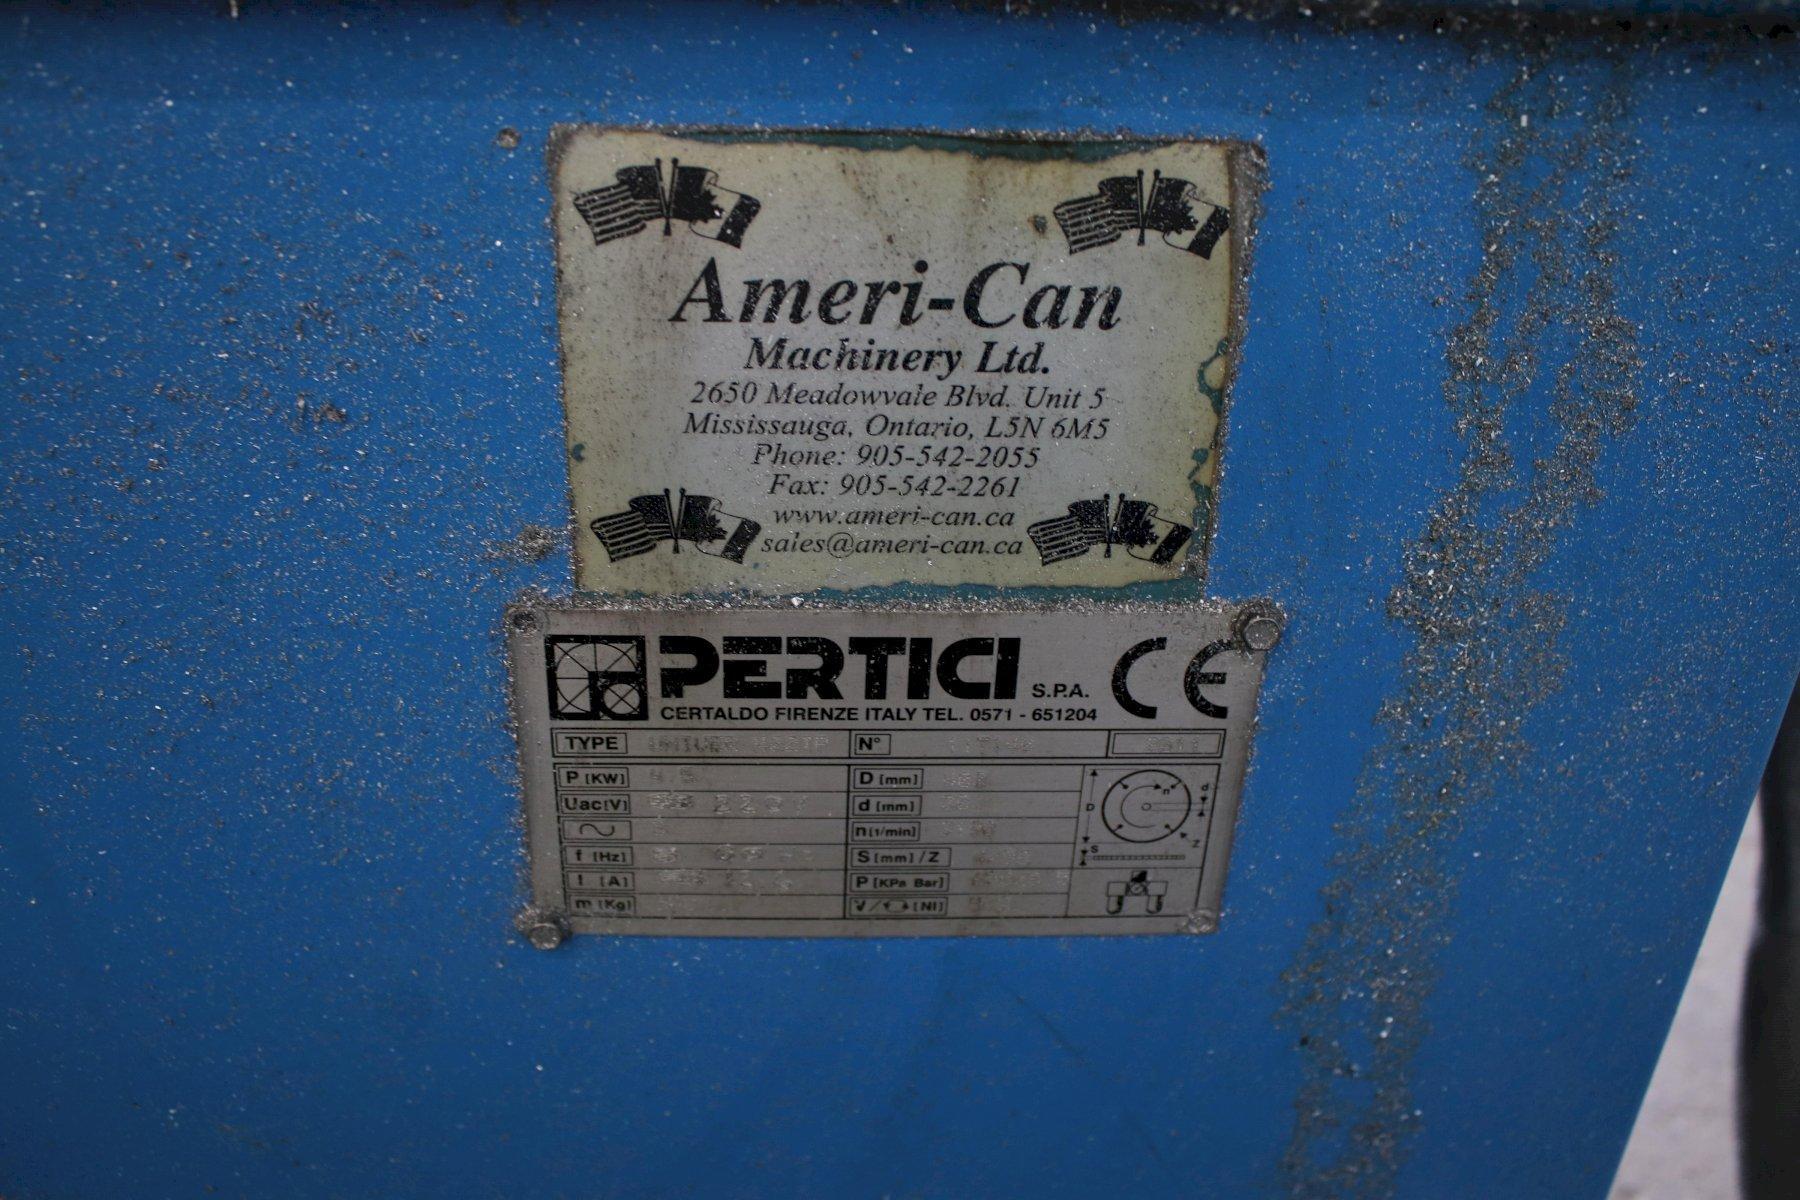 Ameri-Can
Machinery Ltd.
2650 Meadowvale Blvd. Unit 5
Mississauga, Ontario, L5N 6M5
Phone: 905-542-2055
Fax: 905-542-2261
www.ameri-can.ca
sales@ameri-can.ca
PERTICI S.P.A. CE
CERTALDO FIRENZE ITALY TEL. 0571 - 651204
TYPE N°
P [KW] D [mm]
Uac [V] 220V d [mm]
n [1/min]
f [Hz] S [mm] / Z
I [A] P [KPa Bar]
m [Kg] V/ [Nl]
D n d S Z